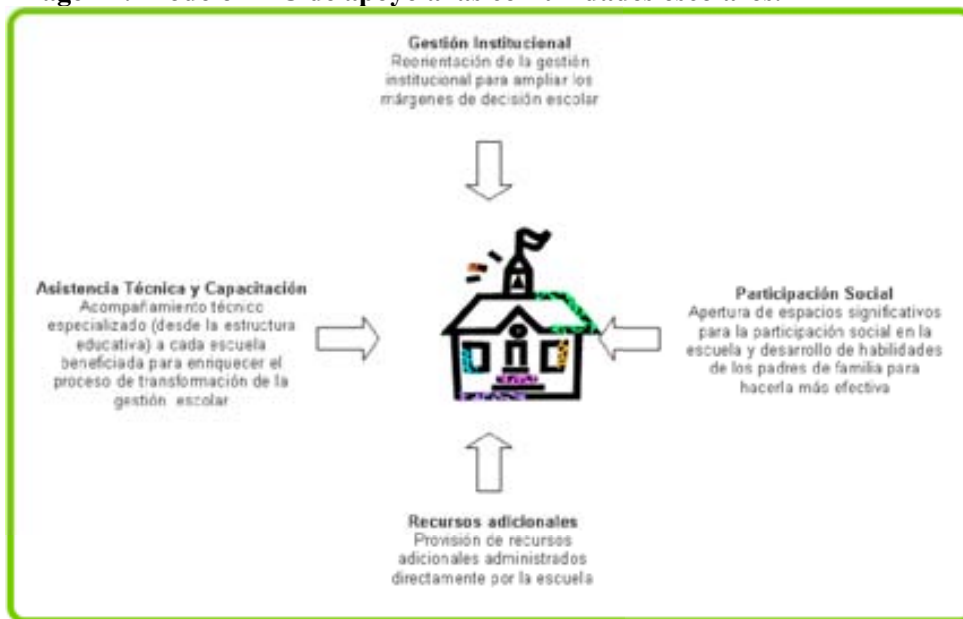 Gestión Institucional
Reorientación de la gestión
institucional para ampliar los
márgenes de decisión escolar
Asistencia Técnica y Capacitación
Acompañamiento técnico
especializado (desde la estructura
educativa) a cada escuela
beneficiada para enriquecer el
proceso de transformación de la
gestión escolar
Participación Social
Apertura de espacios significativos
para la participación social en la
escuela y desarrollo de habilidades
de los padres de familia para
hacerla más efectiva
Recursos adicionales
Provisión de recursos
adicionales administrados
directamente por la escuela